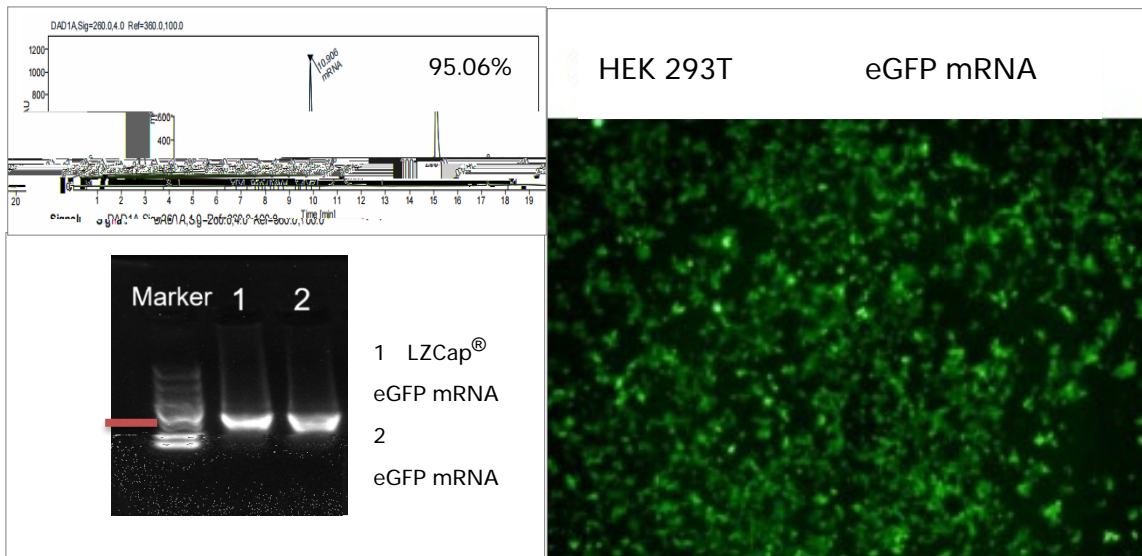 DAD1A,Sig=260.0,4.0 Ref=360.0,100.0
1200
1000
800
600
400
10.906
mRNA
95.06%
20 1 2 3 4 5 6 7 8 9 10 11 12 13 14 15 16 17 18 19
Time [min]
Marker 1 2
1 LZCap®
eGFP mRNA
2
eGFP mRNA
HEK 293T eGFP mRNA